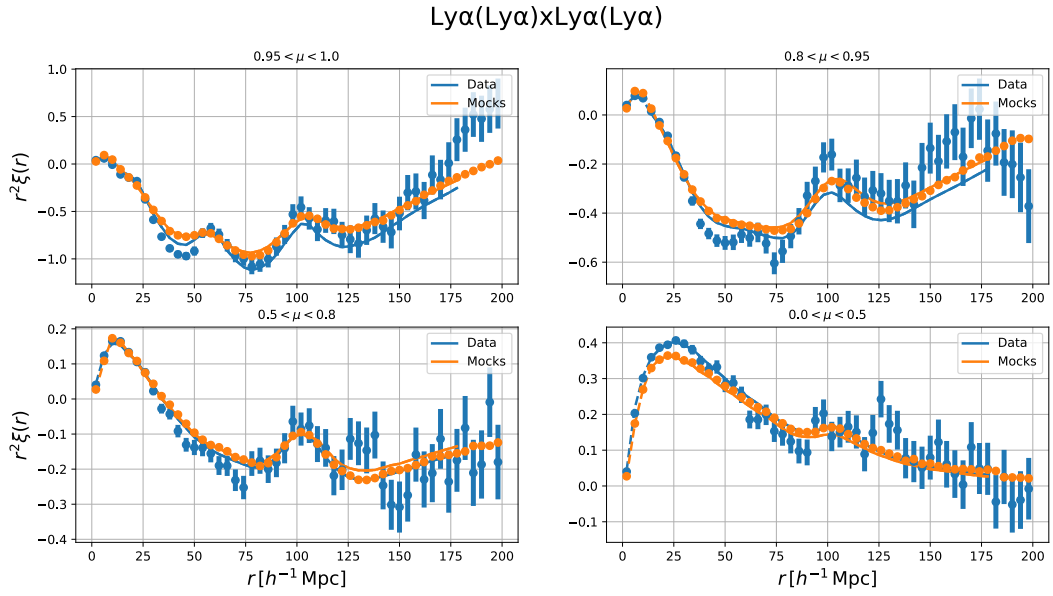 Lyα(Lyα)xLyα(Lyα)
0.95 < μ < 1.0
1.0
0.5
0.0
−0.5
−1.0
r²ξ(r)
Data
Mocks
0 25 50 75 100 125 150 175 200
0.8 < μ < 0.95
0.0
−0.2
−0.4
−0.6
Data
Mocks
0 25 50 75 100 125 150 175 200
0.5 < μ < 0.8
0.2
0.1
0.0
−0.1
−0.2
−0.3
−0.4
r²ξ(r)
Data
Mocks
0 25 50 75 100 125 150 175 200
r [h⁻¹ Mpc]
0.0 < μ < 0.5
0.4
0.3
0.2
0.1
0.0
−0.1
Data
Mocks
0 25 50 75 100 125 150 175 200
r [h⁻¹ Mpc]